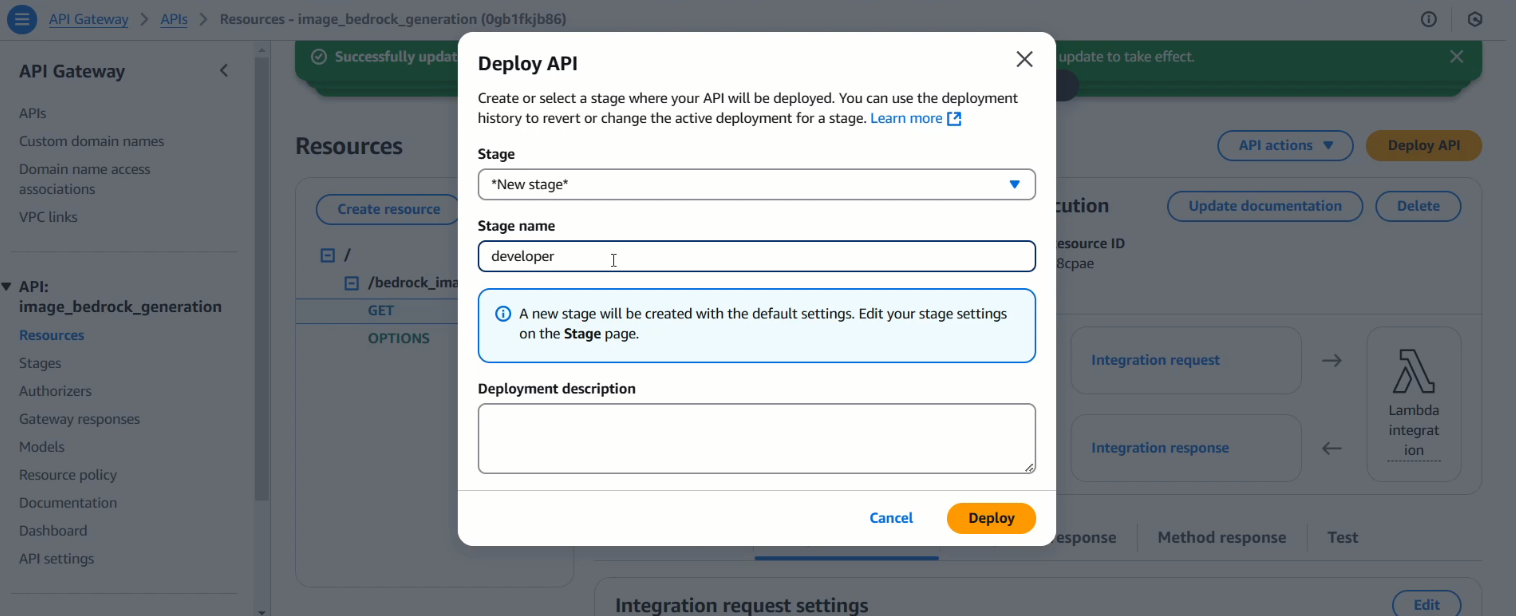 API Gateway > APIs > Resources - image_bedrock_generation (0gb1fkjb86)
API Gateway
APIs
Custom domain names
Domain name access
associations
VPC links
API:
image_bedrock_generation
Resources
Stages
Authorizers
Gateway responses
Models
Resource policy
Documentation
Dashboard
API settings
Successfully updat
update to take effect.
Resources
API actions
Deploy API
Create resource
/
/bedrock_ima
GET
OPTIONS
Deploy API
Create or select a stage where your API will be deployed. You can use the deployment
history to revert or change the active deployment for a stage. Learn more
Stage
*New stage*
Stage name
developer
A new stage will be created with the default settings. Edit your stage settings
on the Stage page.
Deployment description
Cancel
Deploy
cution
Update documentation
Delete
esource ID
8cpae
Integration request
Integration response
Lambda
integrat
ion
esponse
Method response
Test
Integration request settings
Edit